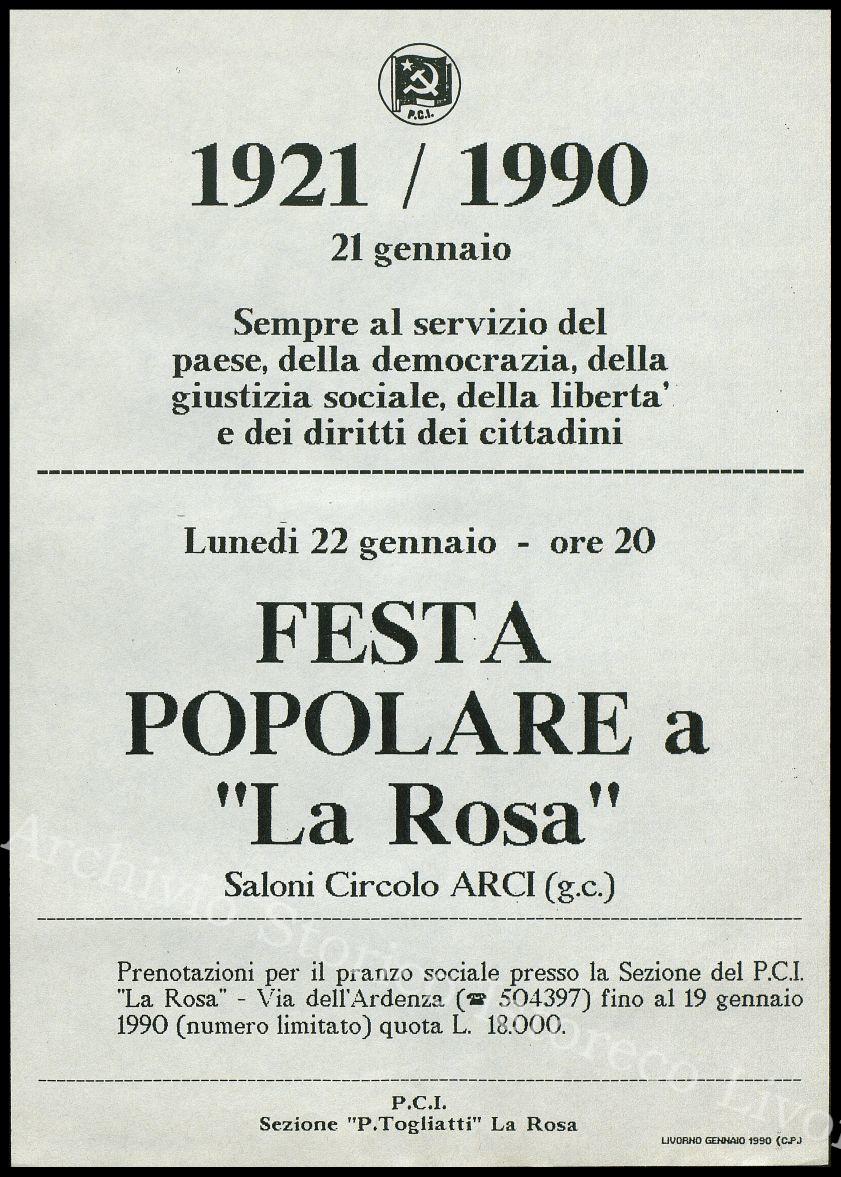 P.C.I.
1921 / 1990
21 gennaio
Sempre al servizio del
paese, della democrazia, della
giustizia sociale, della liberta'
e dei diritti dei cittadini
Lunedi 22 gennaio - ore 20
FESTA
POPOLARE a
"La Rosa"
Saloni Circolo ARCI (g.c.)
Prenotazioni per il pranzo sociale presso la Sezione del P.C.I.
"La Rosa" - Via dell'Ardenza (☎ 504397) fino al 19 gennaio
1990 (numero limitato) quota L. 18.000.
P.C.I.
Sezione "P.Togliatti" La Rosa
LIVORNO GENNAIO 1990 (C.P.)
Archivio Storico Istoreco Livor